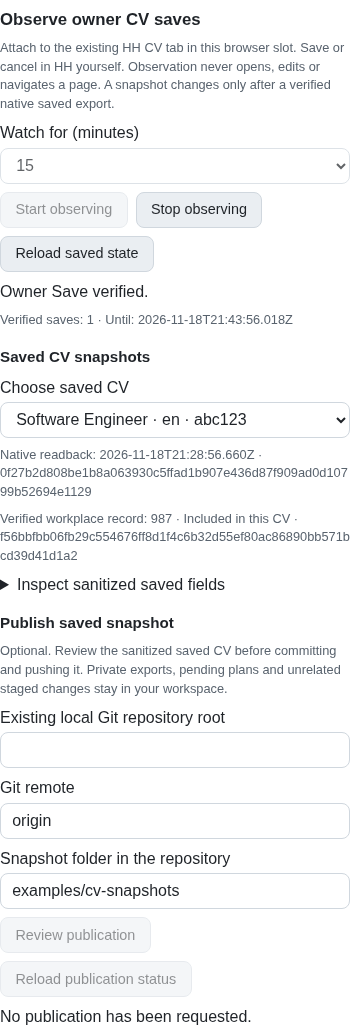 Observe owner CV saves
Attach to the existing HH CV tab in this browser slot. Save or
cancel in HH yourself. Observation never opens, edits or
navigates a page. A snapshot changes only after a verified
native saved export.
Watch for (minutes)
15
Start observing
Stop observing
Reload saved state
Owner Save verified.
Verified saves: 1 · Until: 2026-11-18T21:43:56.018Z
Saved CV snapshots
Choose saved CV
Software Engineer · en · abc123
Native readback: 2026-11-18T21:28:56.660Z ·
0f27b2d808be1b8a063930c5ffad1b907e436d87f909ad0d107
99b52694e1129
Verified workplace record: 987 · Included in this CV ·
f56bbfbb06fb29c554676ff8d1f4c6b32d55ef80ac86890bb571b
cd39d41d1a2
Inspect sanitized saved fields
Publish saved snapshot
Optional. Review the sanitized saved CV before committing
and pushing it. Private exports, pending plans and unrelated
staged changes stay in your workspace.
Existing local Git repository root
Git remote
origin
Snapshot folder in the repository
examples/cv-snapshots
Review publication
Reload publication status
No publication has been requested.